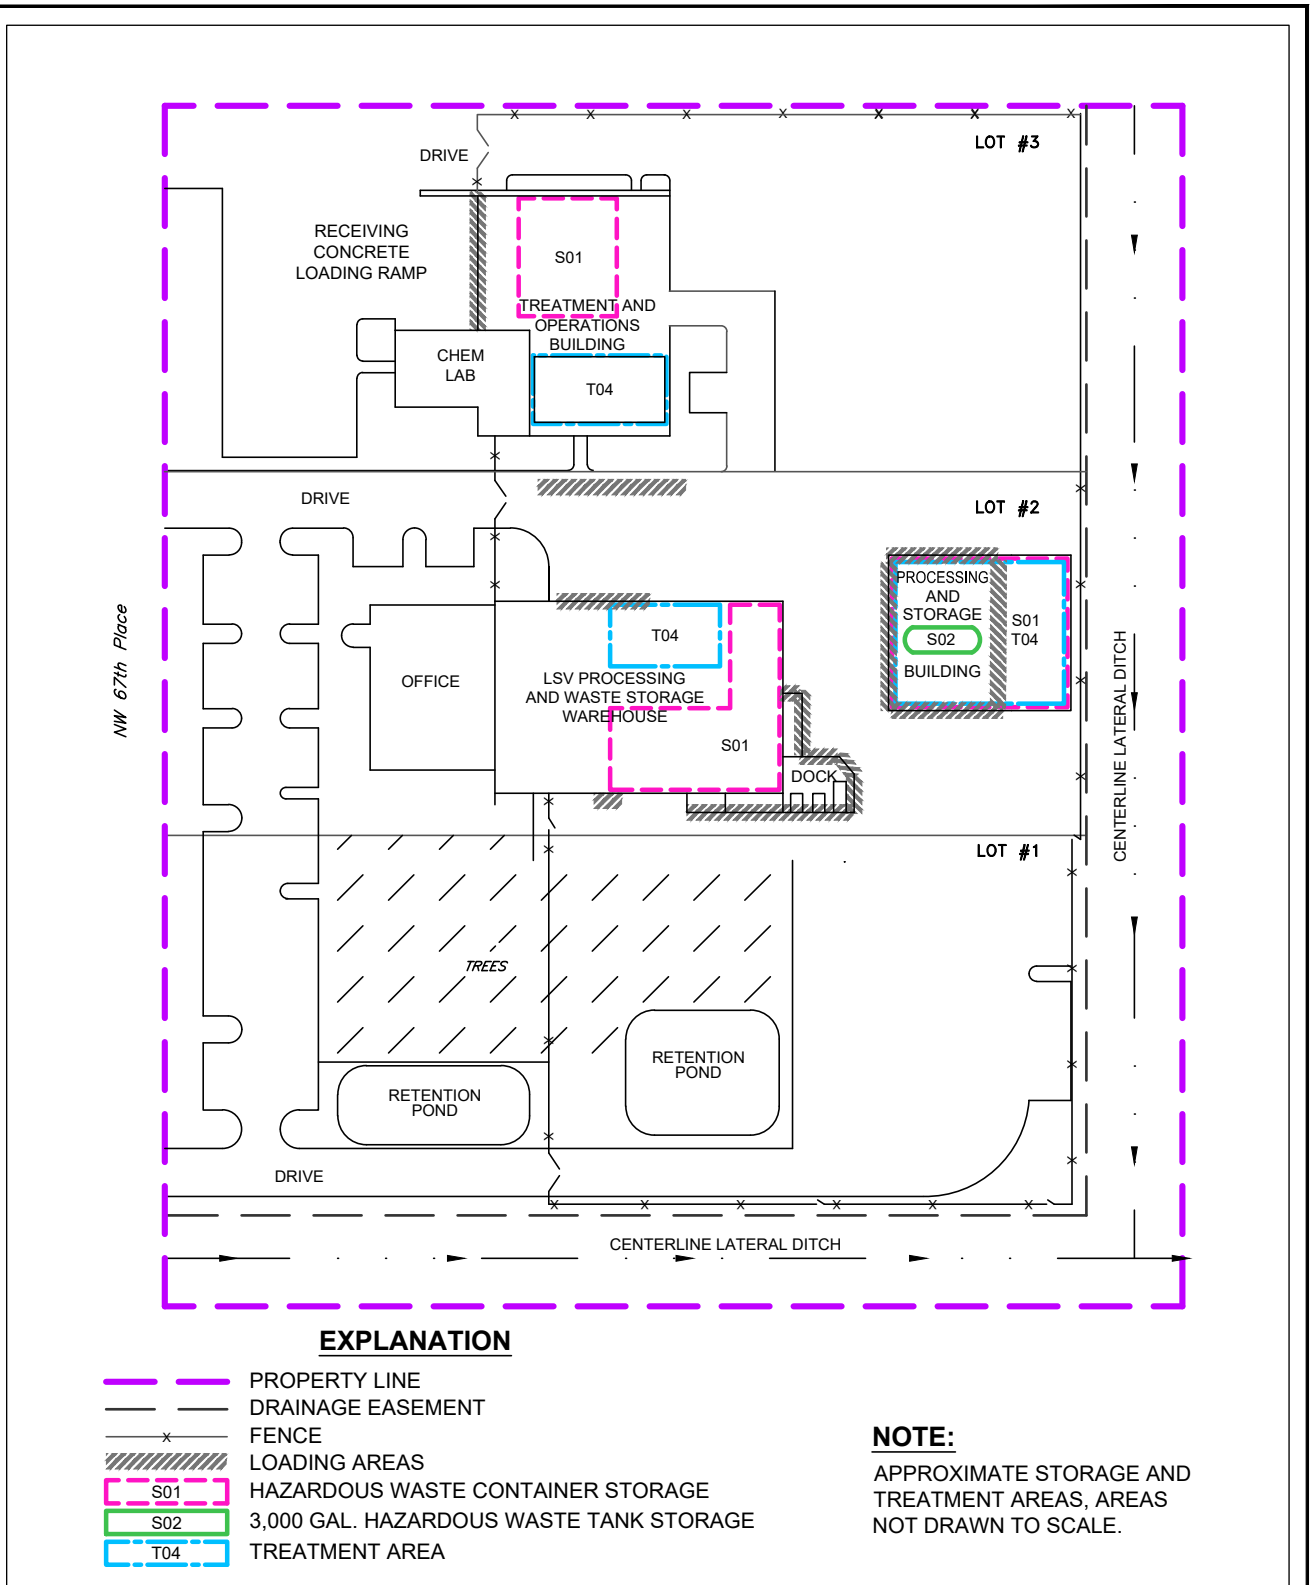 LOT #3
DRIVE
RECEIVING
CONCRETE
LOADING RAMP
S01
TREATMENT AND
OPERATIONS
BUILDING
CHEM
LAB
T04
DRIVE
LOT #2
NW 67th Place
PROCESSING
AND
STORAGE
S02
BUILDING
S01
T04
T04
OFFICE
LSV PROCESSING
AND WASTE STORAGE
WAREHOUSE
S01
DOCK
CENTERLINE LATERAL DITCH
LOT #1
TREES
RETENTION
POND
RETENTION
POND
DRIVE
CENTERLINE LATERAL DITCH
EXPLANATION
PROPERTY LINE
DRAINAGE EASEMENT
x FENCE
LOADING AREAS
S01 HAZARDOUS WASTE CONTAINER STORAGE
S02 3,000 GAL. HAZARDOUS WASTE TANK STORAGE
T04 TREATMENT AREA
NOTE:
APPROXIMATE STORAGE AND
TREATMENT AREAS, AREAS
NOT DRAWN TO SCALE.